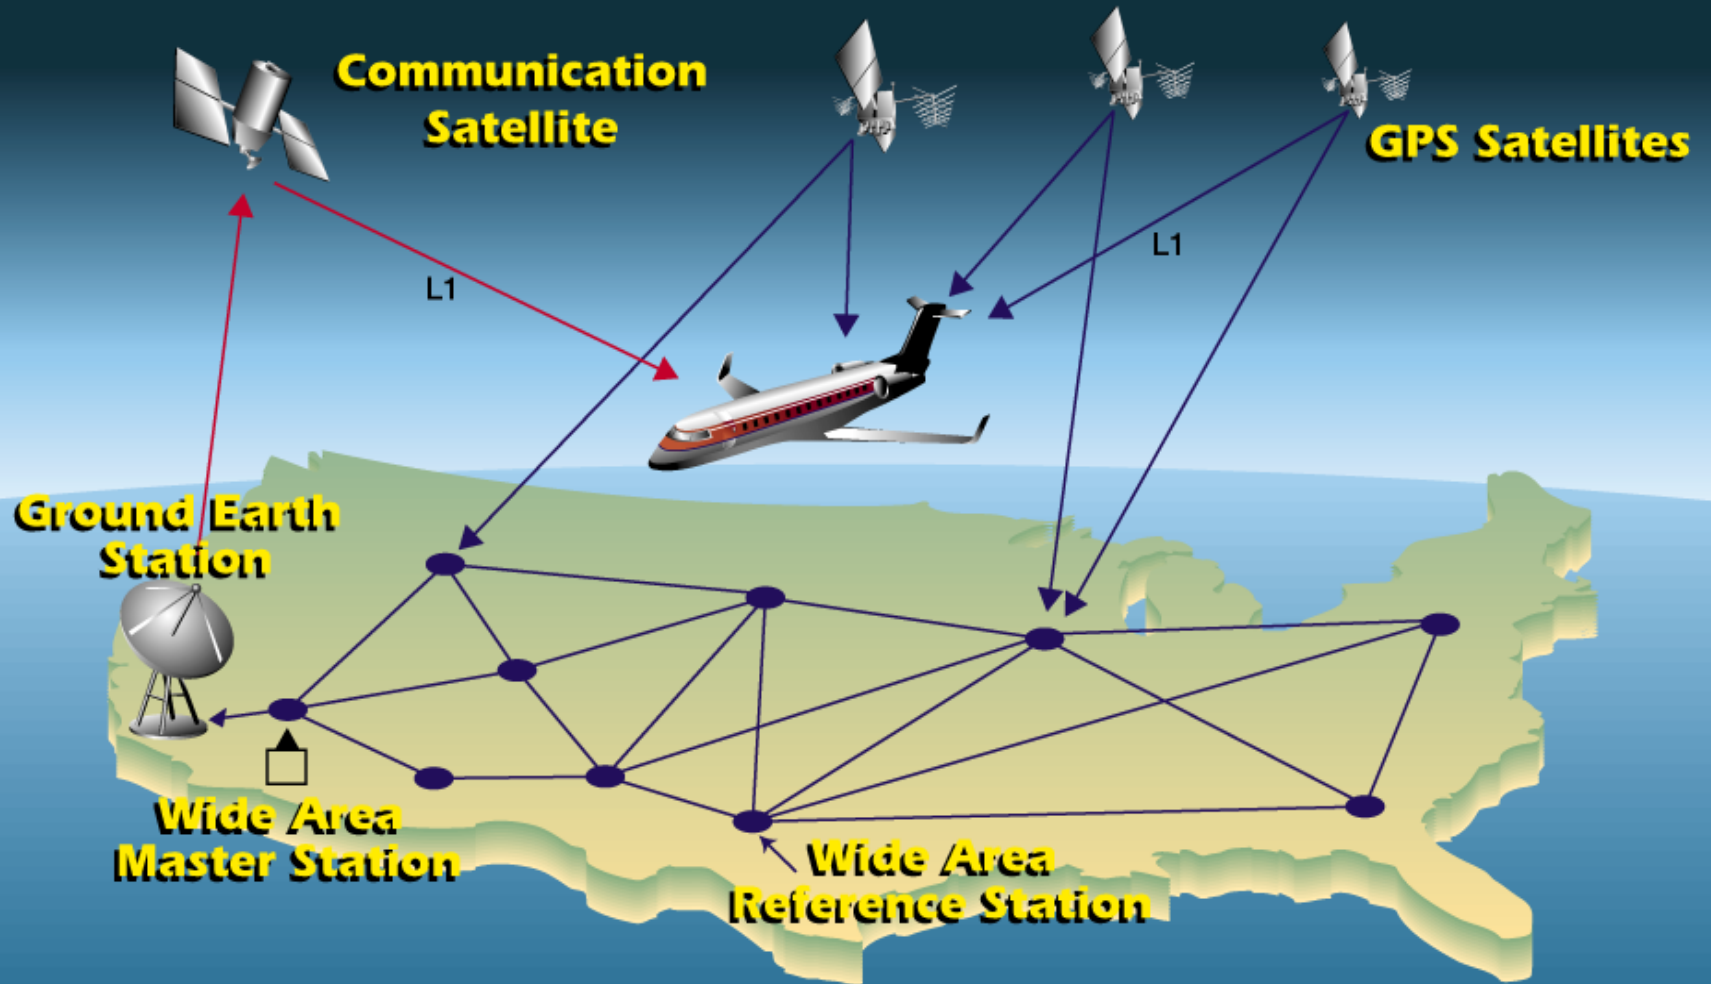 Communication
Satellite
GPS Satellites
L1
L1
Ground Earth
Station
Wide Area
Master Station
Wide Area
Reference Station